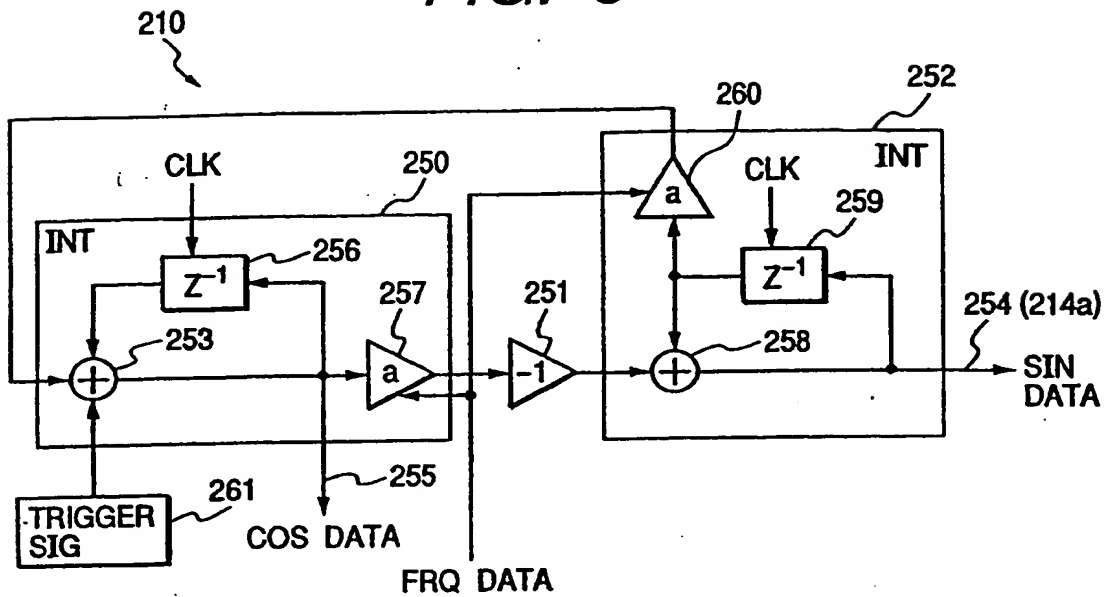 210
260
252
CLK
250
INT
CLK
INT
256
259
Z⁻¹
a
Z⁻¹
257
251
254 (214a)
253
a
-1
258
+
+
SIN
DATA
261
255
TRIGGER
SIG
COS DATA
FRQ DATA